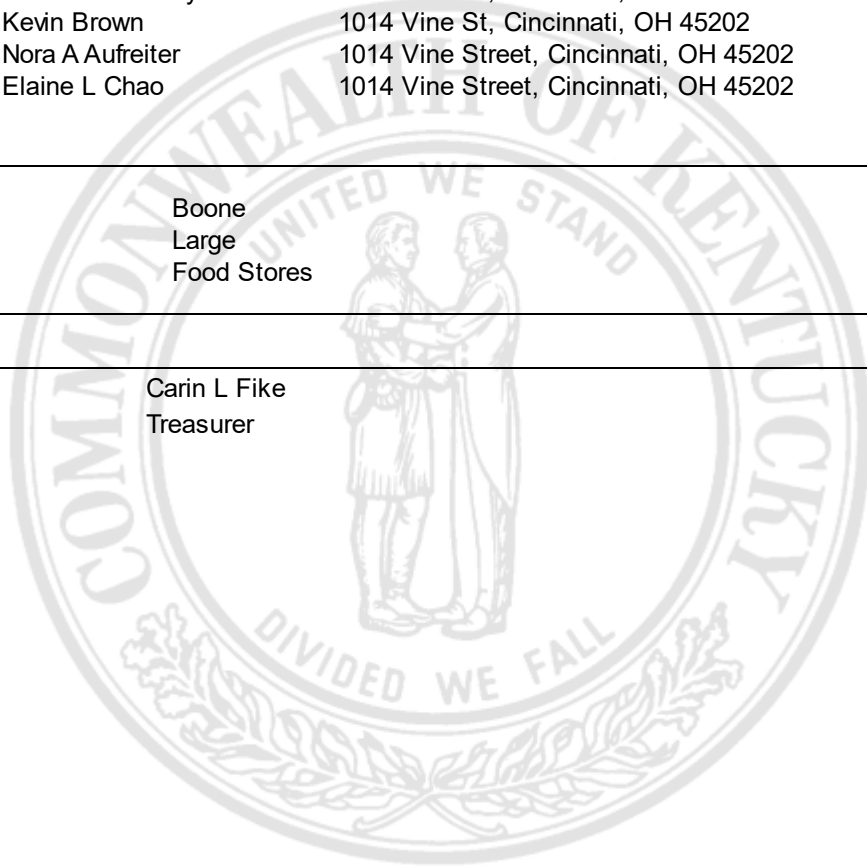 Kevin Brown 1014 Vine St, Cincinnati, OH 45202
Nora A Aufreiter 1014 Vine Street, Cincinnati, OH 45202
Elaine L Chao 1014 Vine Street, Cincinnati, OH 45202
Boone
Large
Food Stores
Carin L Fike
Treasurer
COMMONWEALTH OF KENTUCKY
UNITED WE STAND
DIVIDED WE FALL